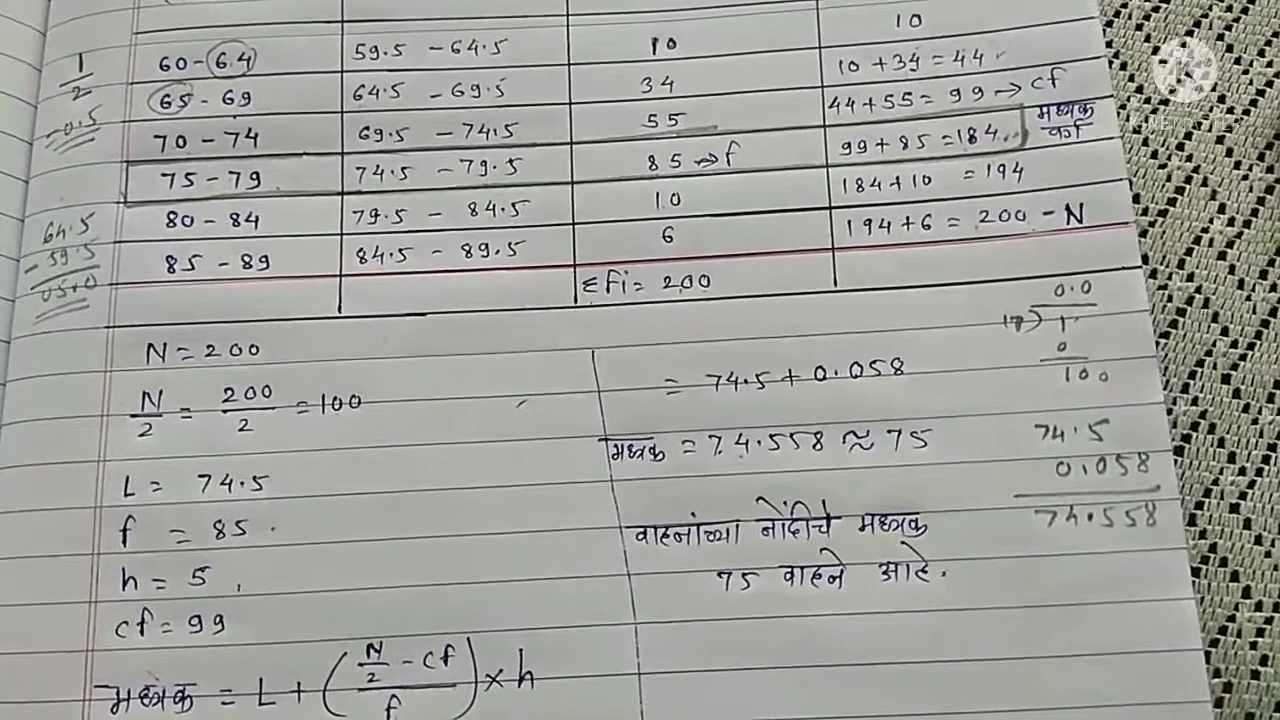 10
60-64 59.5 -64.5 10 10+34=44
65-69 64.5 -69.5 34 44+55= 99 → cf
70-74 69.5 -74.5 55 99+85=184 मध्यक वर्ग
75-79 74.5 -79.5 85→f 184+10 =194
80-84 79.5 - 84.5 10 194+6= 200 -N
85-89 84.5 - 89.5 6
Σfi= 200
1/2
-0.5
64.5
- 59.5
05.0
N=200
N/2 = 200/2 =100
L= 74.5
f = 85
h= 5
cf= 99
मध्यक = L+(N/2 -cf/f)×h
= 74.5+0.058
मध्यक =74.558≈75
वाहनांच्या नोंदीचे मध्यक
75 वाहने आहे.
0.0
17)1
0
100
74.5
0.058
74.558